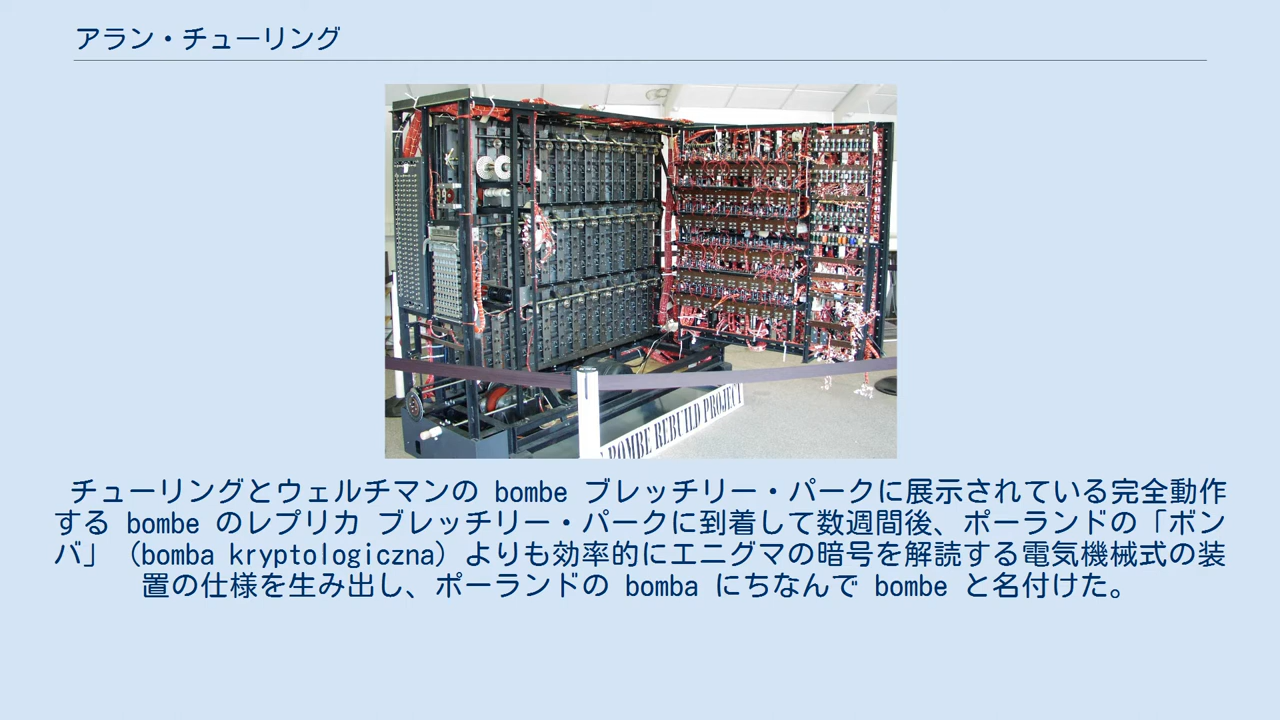 アラン・チューリング
BOMBE REBUILD PROJECT
チューリングとウェルチマンの bombe ブレッチリー・パークに展示されている完全動作
する bombe のレプリカ ブレッチリー・パークに到着して数週間後、ポーランドの「ボン
バ」（bomba kryptologiczna）よりも効率的にエニグマの暗号を解読する電気機械式の装
置の仕様を生み出し、ポーランドの bomba にちなんで bombe と名付けた。